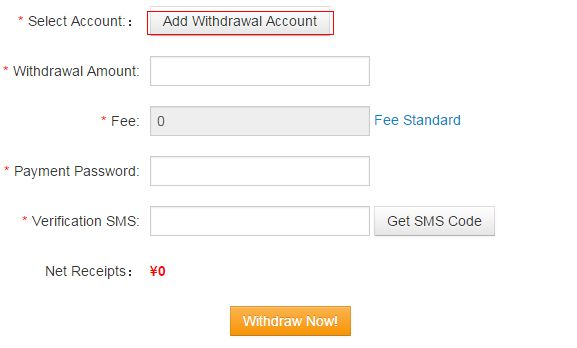 * Select Account:： Add Withdrawal Account
* Withdrawal Amount:
* Fee: 0 Fee Standard
* Payment Password:
* Verification SMS: Get SMS Code
Net Receipts： ¥0
Withdraw Now!